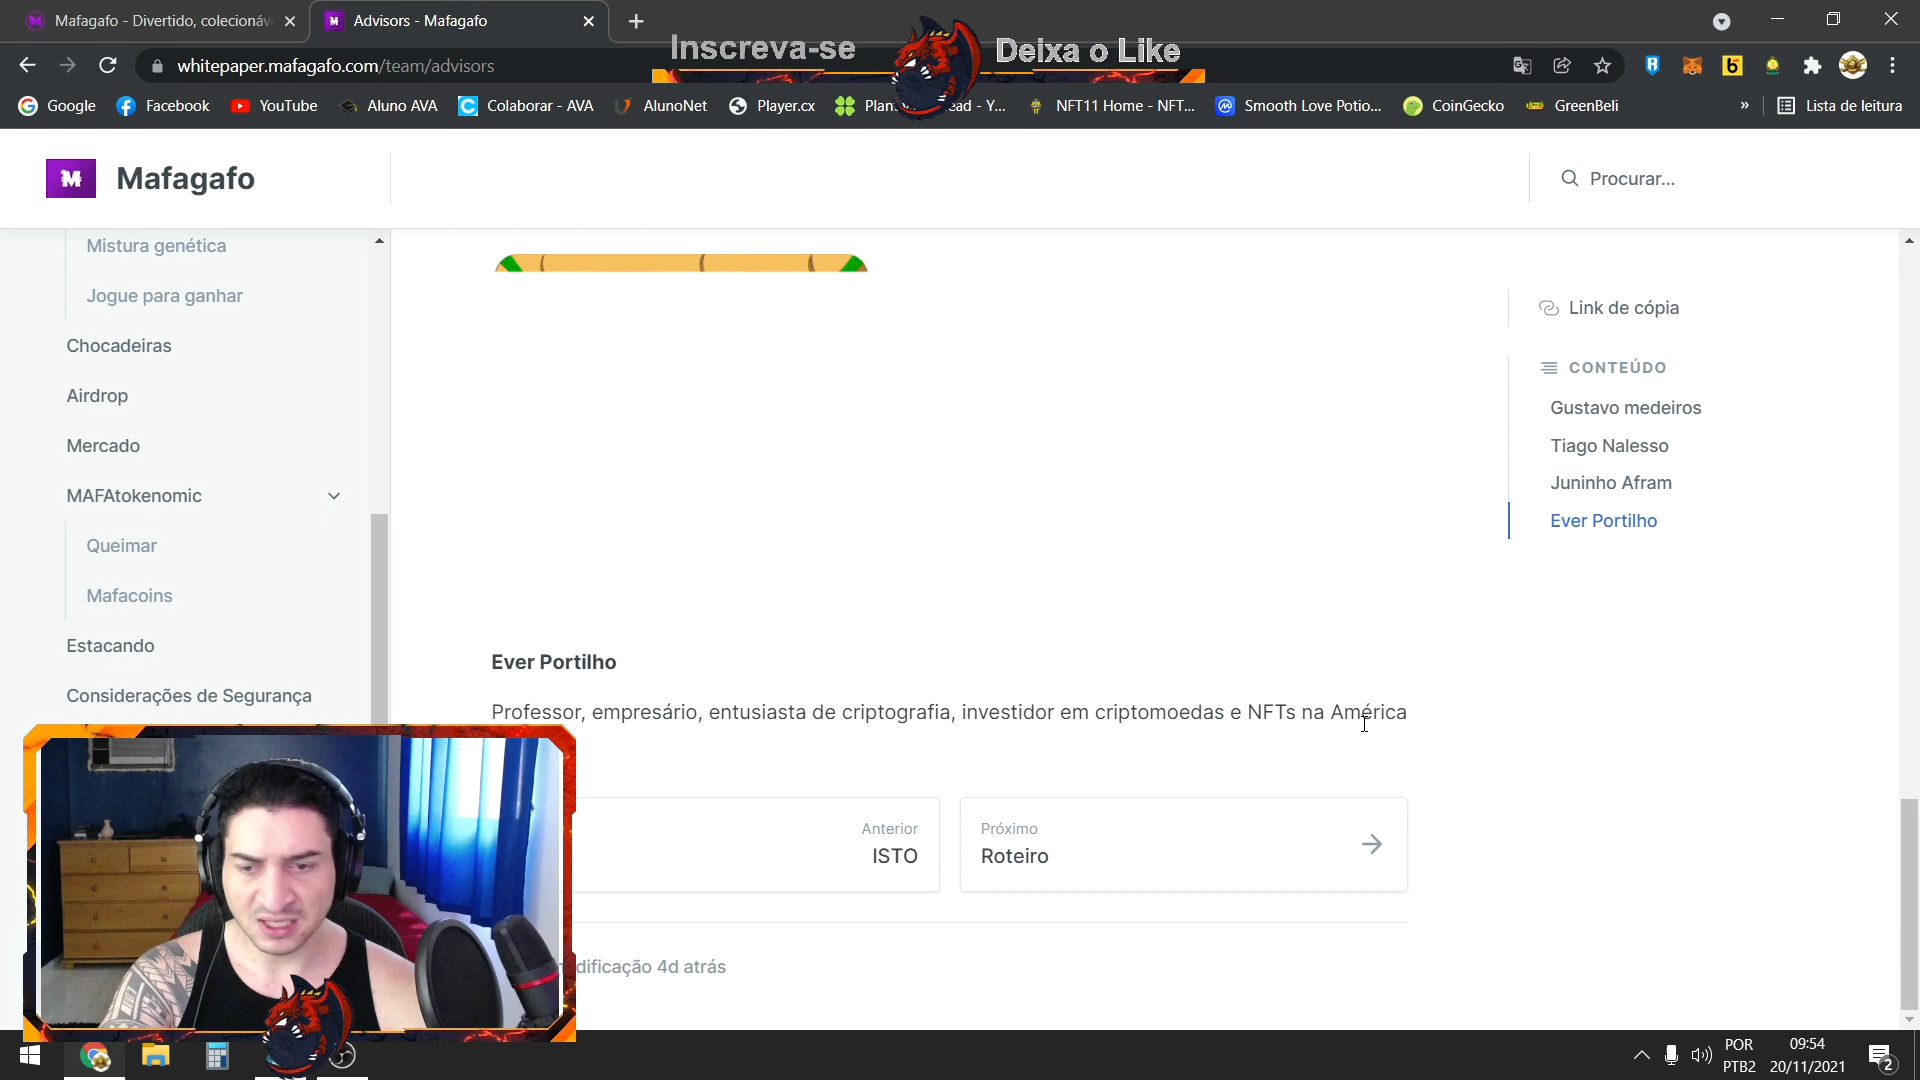 Mafagafo - Divertido, colecionáv
Advisors - Mafagafo
Inscreva-se
Deixa o Like
whitepaper.mafagafo.com/team/advisors
Google
Facebook
YouTube
Aluno AVA
Colaborar - AVA
AlunoNet
Player.cx
ead - Y...
NFT11 Home - NFT...
Smooth Love Potio...
CoinGecko
GreenBeli
»
Lista de leitura
Mafagafo
Procurar...
Mistura genética
Jogue para ganhar
Chocadeiras
Airdrop
Mercado
MAFAtokenomic
Queimar
Mafacoins
Estacando
Considerações de Segurança
Link de cópia
CONTEÚDO
Gustavo medeiros
Tiago Nalesso
Juninho Afram
Ever Portilho
Ever Portilho
Professor, empresário, entusiasta de criptografia, investidor em criptomoedas e NFTs na América
Anterior
ISTO
Próximo
Roteiro
dificação 4d atrás
POR
PTB2
09:54
20/11/2021
2